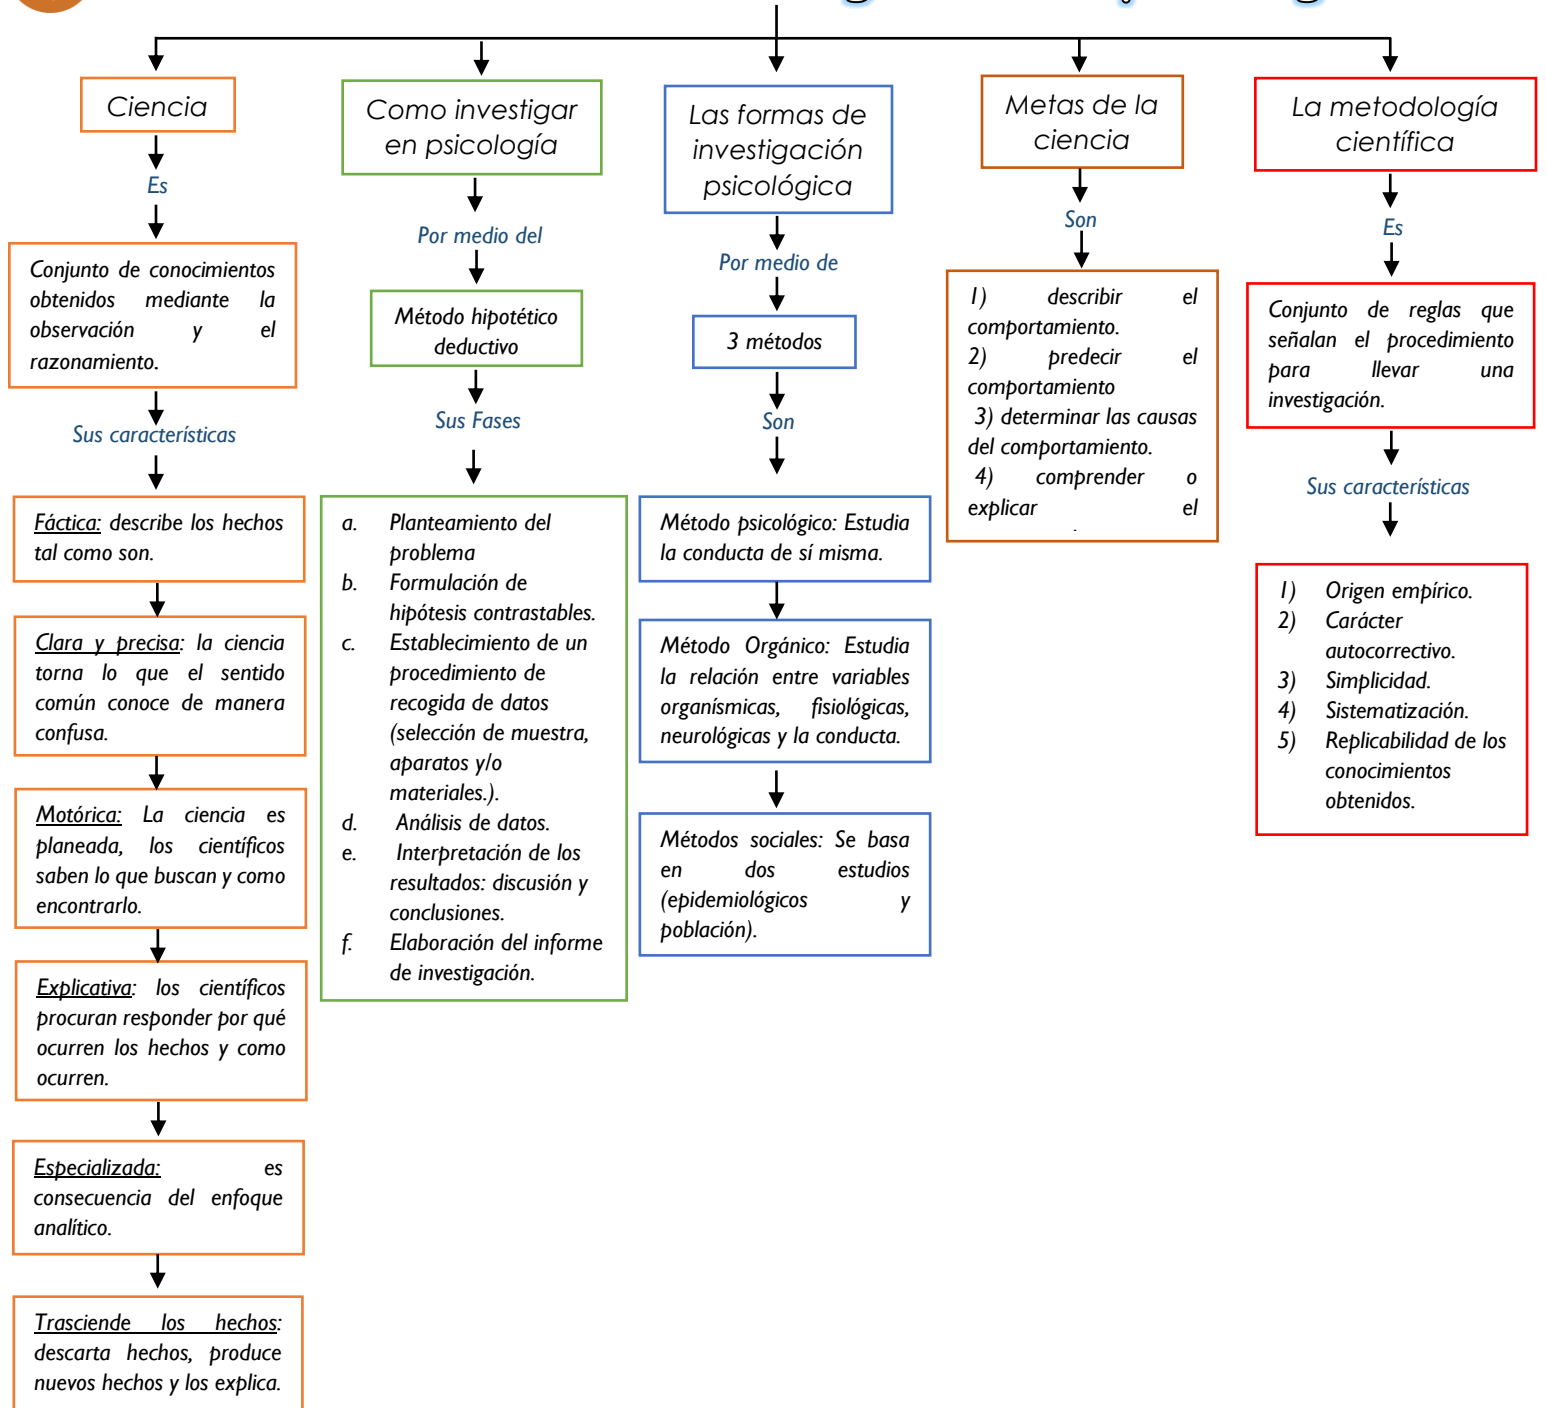 Ciencia
Es
Conjunto de conocimientos
obtenidos mediante la
observación y el
razonamiento.
Sus características
Fáctica: describe los hechos
tal como son.
Clara y precisa: la ciencia
torna lo que el sentido
común conoce de manera
confusa.
Motórica: La ciencia es
planeada, los científicos
saben lo que buscan y como
encontrarlo.
Explicativa: los científicos
procuran responder por qué
ocurren los hechos y como
ocurren.
Especializada: es
consecuencia del enfoque
analítico.
Trasciende los hechos:
descarta hechos, produce
nuevos hechos y los explica.
Como investigar
en psicología
Por medio del
Método hipotético
deductivo
Sus Fases
a. Planteamiento del
problema
b. Formulación de
hipótesis contrastables.
c. Establecimiento de un
procedimiento de
recogida de datos
(selección de muestra,
aparatos y/o
materiales.).
d. Análisis de datos.
e. Interpretación de los
resultados: discusión y
conclusiones.
f. Elaboración del informe
de investigación.
Las formas de
investigación
psicológica
Por medio de
3 métodos
Son
Método psicológico: Estudia
la conducta de sí misma.
Método Orgánico: Estudia
la relación entre variables
organísmicas, fisiológicas,
neurológicas y la conducta.
Métodos sociales: Se basa
en dos estudios
(epidemiológicos y
población).
Metas de la
ciencia
Son
1) describir el
comportamiento.
2) predecir el
comportamiento
3) determinar las causas
del comportamiento.
4) comprender o
explicar el
La metodología
científica
Es
Conjunto de reglas que
señalan el procedimiento
para llevar una
investigación.
Sus características
1) Origen empírico.
2) Carácter
autocorrectivo.
3) Simplicidad.
4) Sistematización.
5) Replicabilidad de los
conocimientos
obtenidos.